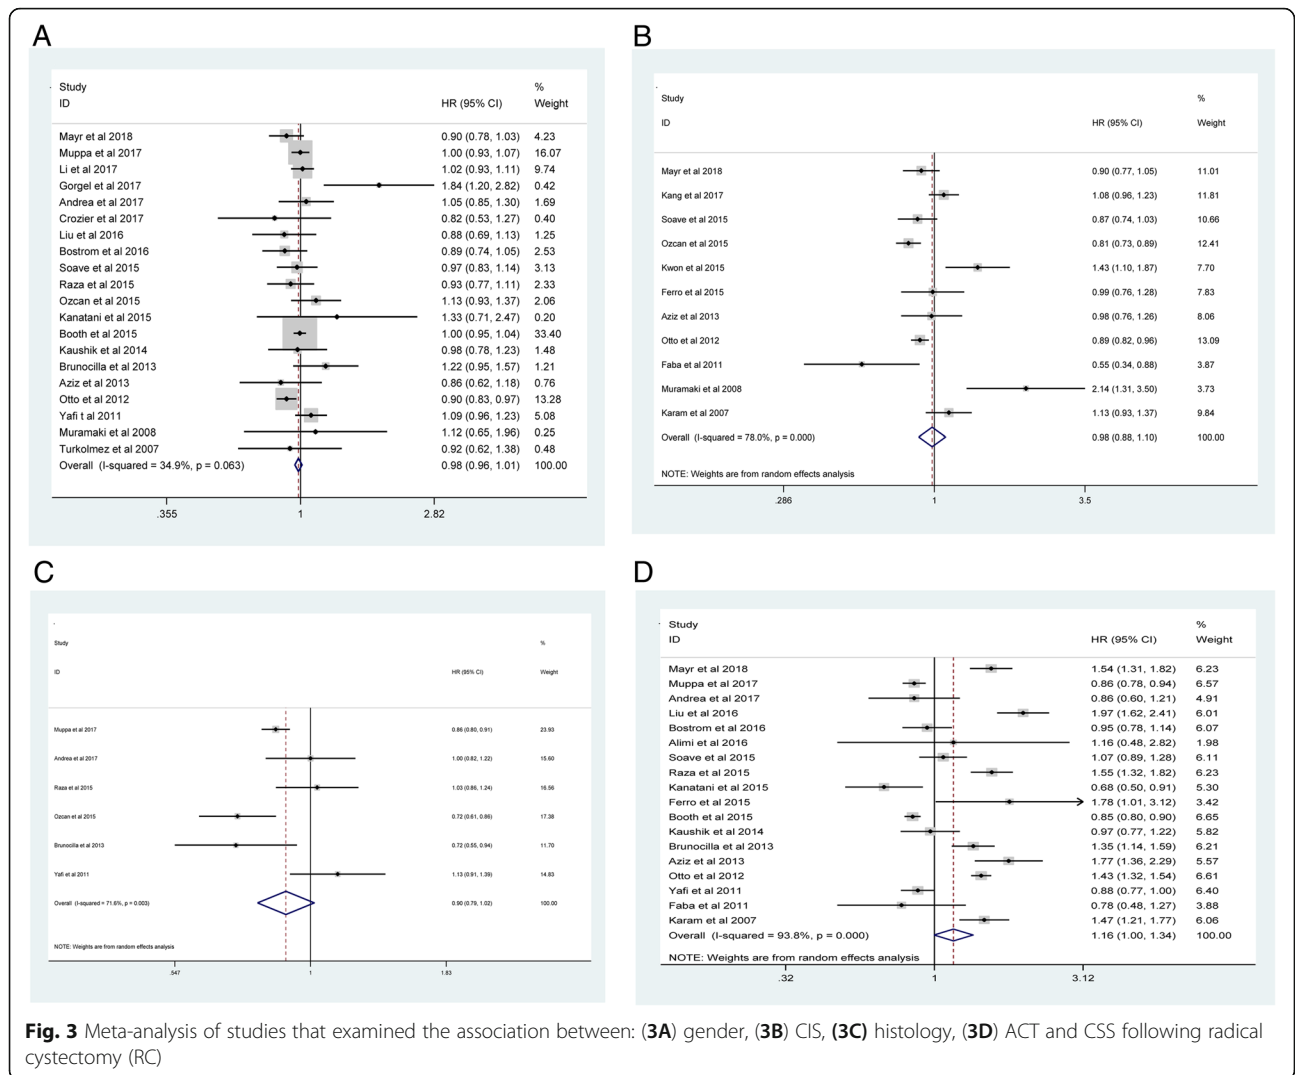 A
Study %
ID HR (95% CI) Weight
Mayr et al 2018 0.90 (0.78, 1.03) 4.23
Muppa et al 2017 1.00 (0.93, 1.07) 16.07
Li et al 2017 1.02 (0.93, 1.11) 9.74
Gorgel et al 2017 1.84 (1.20, 2.82) 0.42
Andrea et al 2017 1.05 (0.85, 1.30) 1.69
Crozier et al 2017 0.82 (0.53, 1.27) 0.40
Liu et al 2016 0.88 (0.69, 1.13) 1.25
Bostrom et al 2016 0.89 (0.74, 1.05) 2.53
Soave et al 2015 0.97 (0.83, 1.14) 3.13
Raza et al 2015 0.93 (0.77, 1.11) 2.33
Ozcan et al 2015 1.13 (0.93, 1.37) 2.06
Kanatani et al 2015 1.33 (0.71, 2.47) 0.20
Booth et al 2015 1.00 (0.95, 1.04) 33.40
Kaushik et al 2014 0.98 (0.78, 1.23) 1.48
Brunocilla et al 2013 1.22 (0.95, 1.57) 1.21
Aziz et al 2013 0.86 (0.62, 1.18) 0.76
Otto et al 2012 0.90 (0.83, 0.97) 13.28
Yafi t al 2011 1.09 (0.96, 1.23) 5.08
Muramaki et al 2008 1.12 (0.65, 1.96) 0.25
Turkolmez et al 2007 0.92 (0.62, 1.38) 0.48
Overall (I-squared = 34.9%, p = 0.063) 0.98 (0.96, 1.01) 100.00
.355 1 2.82
B
Study %
ID HR (95% CI) Weight
Mayr et al 2018 0.90 (0.77, 1.05) 11.01
Kang et al 2017 1.08 (0.96, 1.23) 11.81
Soave et al 2015 0.87 (0.74, 1.03) 10.66
Ozcan et al 2015 0.81 (0.73, 0.89) 12.41
Kwon et al 2015 1.43 (1.10, 1.87) 7.70
Ferro et al 2015 0.99 (0.76, 1.28) 7.83
Aziz et al 2013 0.98 (0.76, 1.26) 8.06
Otto et al 2012 0.89 (0.82, 0.96) 13.09
Faba et al 2011 0.55 (0.34, 0.88) 3.87
Muramaki et al 2008 2.14 (1.31, 3.50) 3.73
Karam et al 2007 1.13 (0.93, 1.37) 9.84
Overall (I-squared = 78.0%, p = 0.000) 0.98 (0.88, 1.10) 100.00
NOTE: Weights are from random effects analysis
.286 1 3.5
C
Study %
ID HR (95% CI) Weight
Muppa et al 2017 0.86 (0.80, 0.91) 23.93
Andrea et al 2017 1.00 (0.82, 1.22) 15.60
Raza et al 2015 1.03 (0.86, 1.24) 16.56
Ozcan et al 2015 0.72 (0.61, 0.86) 17.38
Brunocilla et al 2013 0.72 (0.55, 0.94) 11.70
Yafi et al 2011 1.13 (0.91, 1.39) 14.83
Overall (I-squared = 71.6%, p = 0.003) 0.90 (0.79, 1.02) 100.00
NOTE: Weights are from random effects analysis
.547 1 1.83
D
Study %
ID HR (95% CI) Weight
Mayr et al 2018 1.54 (1.31, 1.82) 6.23
Muppa et al 2017 0.86 (0.78, 0.94) 6.57
Andrea et al 2017 0.86 (0.60, 1.21) 4.91
Liu et al 2016 1.97 (1.62, 2.41) 6.01
Bostrom et al 2016 0.95 (0.78, 1.14) 6.07
Alimi et al 2016 1.16 (0.48, 2.82) 1.98
Soave et al 2015 1.07 (0.89, 1.28) 6.11
Raza et al 2015 1.55 (1.32, 1.82) 6.23
Kanatani et al 2015 0.68 (0.50, 0.91) 5.30
Ferro et al 2015 1.78 (1.01, 3.12) 3.42
Booth et al 2015 0.85 (0.80, 0.90) 6.65
Kaushik et al 2014 0.97 (0.77, 1.22) 5.82
Brunocilla et al 2013 1.35 (1.14, 1.59) 6.21
Aziz et al 2013 1.77 (1.36, 2.29) 5.57
Otto et al 2012 1.43 (1.32, 1.54) 6.61
Yafi et al 2011 0.88 (0.77, 1.00) 6.40
Faba et al 2011 0.78 (0.48, 1.27) 3.88
Karam et al 2007 1.47 (1.21, 1.77) 6.06
Overall (I-squared = 93.8%, p = 0.000) 1.16 (1.00, 1.34) 100.00
NOTE: Weights are from random effects analysis
.32 1 3.12
Fig. 3 Meta-analysis of studies that examined the association between: (3A) gender, (3B) CIS, (3C) histology, (3D) ACT and CSS following radical
cystectomy (RC)